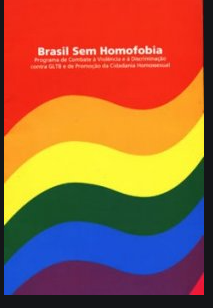 Brasil Sem Homofobia
Programa de Combate à Violência e à Discriminação
contra GLTB e de Promoção da Cidadania Homossexual